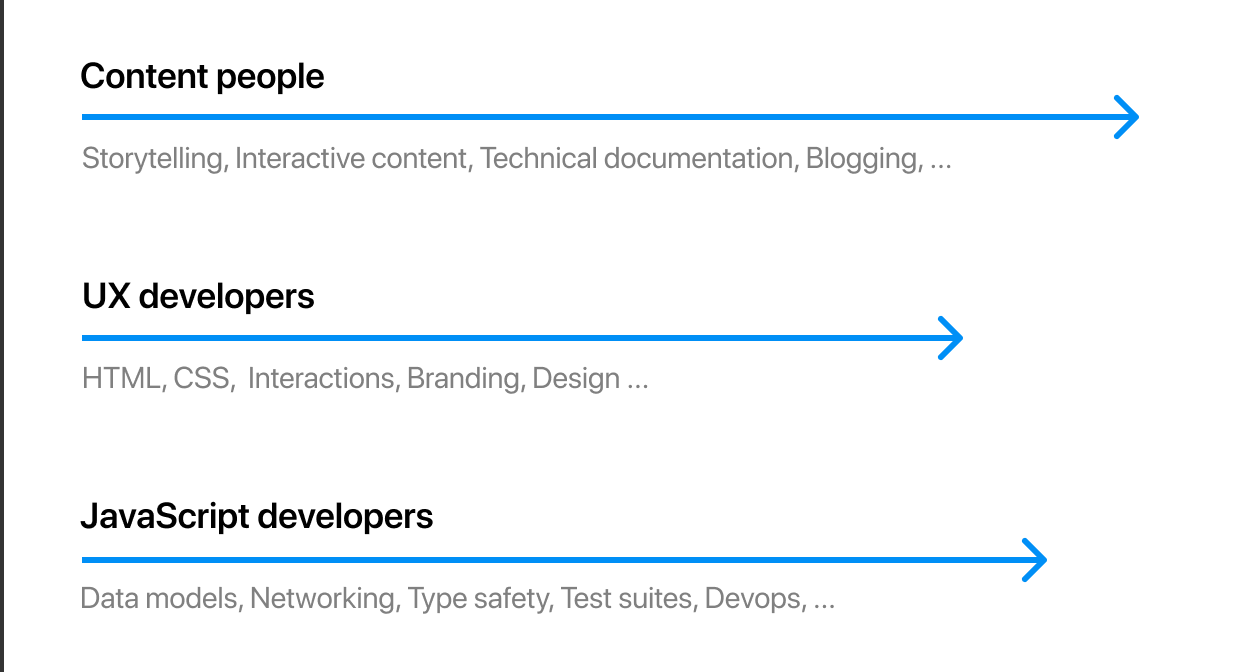 Content people
Storytelling, Interactive content, Technical documentation, Blogging, ...
UX developers
HTML, CSS,  Interactions, Branding, Design ...
JavaScript developers
Data models, Networking, Type safety, Test suites, Devops, ...